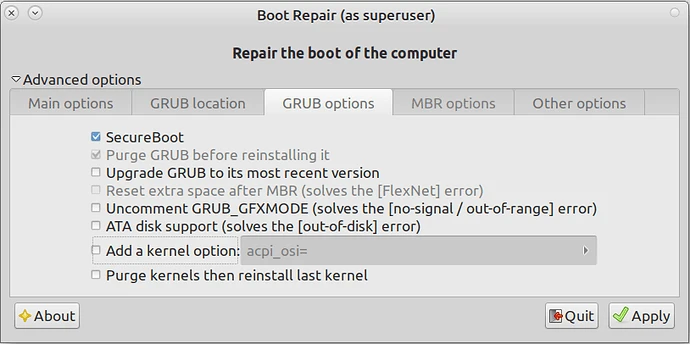 Boot Repair (as superuser)
Repair the boot of the computer
Advanced options
Main options GRUB location GRUB options MBR options Other options
SecureBoot
Purge GRUB before reinstalling it
Upgrade GRUB to its most recent version
Reset extra space after MBR (solves the [FlexNet] error)
Uncomment GRUB_GFXMODE (solves the [no-signal / out-of-range] error)
ATA disk support (solves the [out-of-disk] error)
Add a kernel option: acpi_osi=
Purge kernels then reinstall last kernel
About Quit Apply